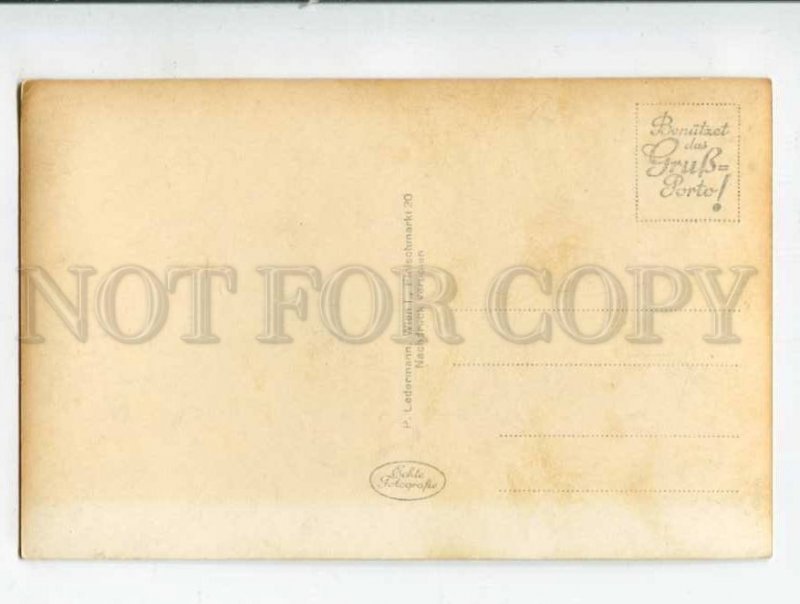 Benützet
das
Gruß=
Porto!
P. Ledermann, Wien I., Fleischmarkt 20
Nachdruck verboten
NOT FOR COPY
Echte
Fotografie